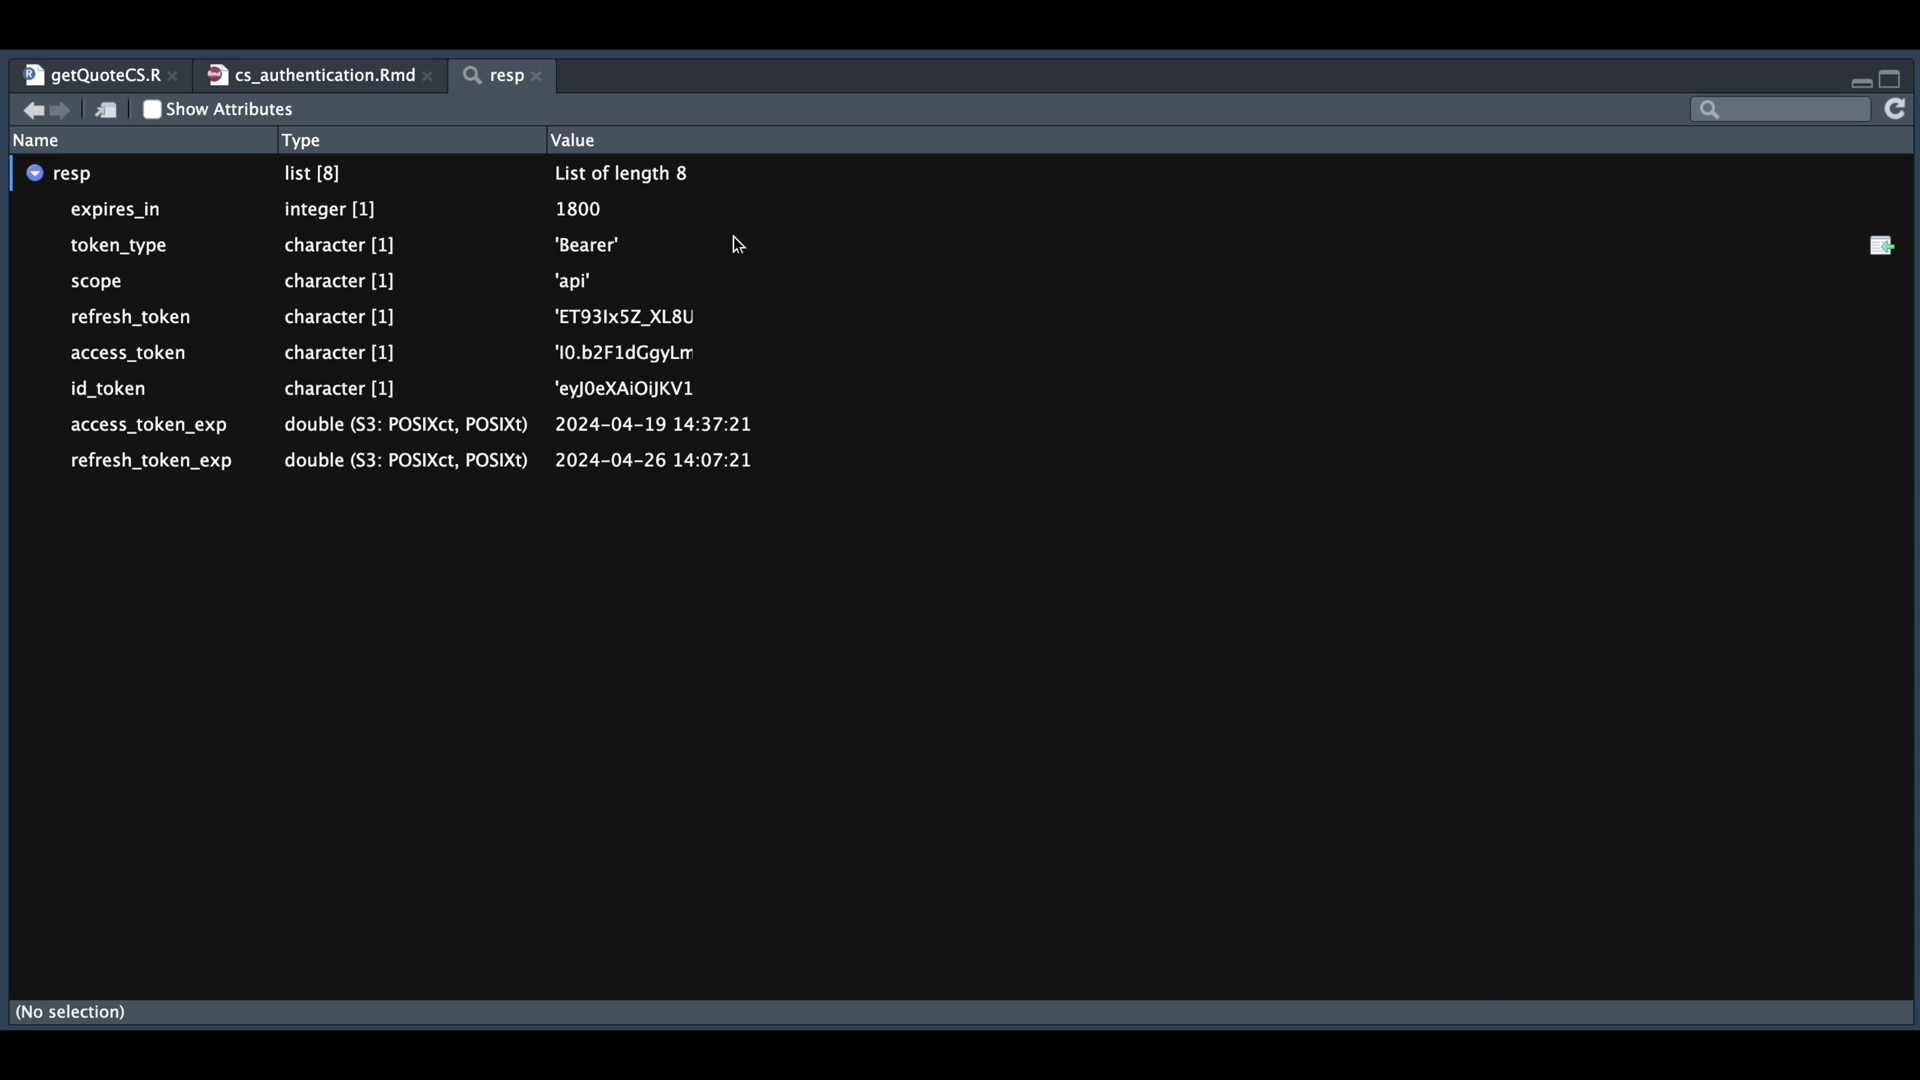 getQuoteCS.R cs_authentication.Rmd resp
Show Attributes
Name Type Value
resp list [8] List of length 8
expires_in integer [1] 1800
token_type character [1] 'Bearer'
scope character [1] 'api'
refresh_token character [1] 'ET93Ix5Z_XL8U
access_token character [1] 'I0.b2F1dGgyLm
id_token character [1] 'eyJ0eXAiOiJKV1
access_token_exp double (S3: POSIXct, POSIXt) 2024-04-19 14:37:21
refresh_token_exp double (S3: POSIXct, POSIXt) 2024-04-26 14:07:21
(No selection)